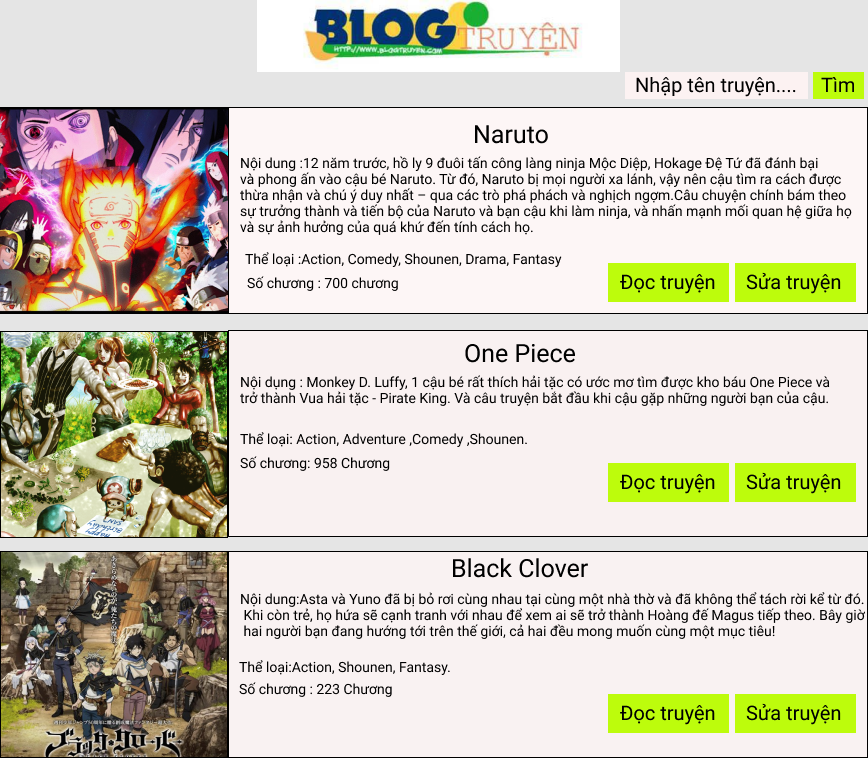 BLOG
TRUYỆN
HTTP://WWW.BLOGTRUYEN.COM
Nhập tên truyện.... Tìm
Naruto
Nội dung :12 năm trước, hồ ly 9 đuôi tấn công làng ninja Mộc Diệp, Hokage Đệ Tứ đã đánh bại
và phong ấn vào cậu bé Naruto. Từ đó, Naruto bị mọi người xa lánh, vậy nên cậu tìm ra cách được
thừa nhận và chú ý duy nhất – qua các trò phá phách và nghịch ngợm.Câu chuyện chính bám theo
sự trưởng thành và tiến bộ của Naruto và bạn cậu khi làm ninja, và nhấn mạnh mối quan hệ giữa họ
và sự ảnh hưởng của quá khứ đến tính cách họ.
Thể loại :Action, Comedy, Shounen, Drama, Fantasy
Số chương : 700 chương
Đọc truyện Sửa truyện
One Piece
Nội dụng : Monkey D. Luffy, 1 cậu bé rất thích hải tặc có ước mơ tìm được kho báu One Piece và
trở thành Vua hải tặc - Pirate King. Và câu truyện bắt đầu khi cậu gặp những người bạn của cậu.
Thể loại: Action, Adventure ,Comedy ,Shounen.
Số chương: 958 Chương
Đọc truyện Sửa truyện
Happy
Birthday
Black Clover
Nội dung:Asta và Yuno đã bị bỏ rơi cùng nhau tại cùng một nhà thờ và đã không thể tách rời kể từ đó.
Khi còn trẻ, họ hứa sẽ cạnh tranh với nhau để xem ai sẽ trở thành Hoàng đế Magus tiếp theo. Bây giờ
hai người bạn đang hướng tới trên thế giới, cả hai đều mong muốn cùng một mục tiêu!
Thể loại:Action, Shounen, Fantasy.
Số chương : 223 Chương
Đọc truyện Sửa truyện
ブラッククローバー